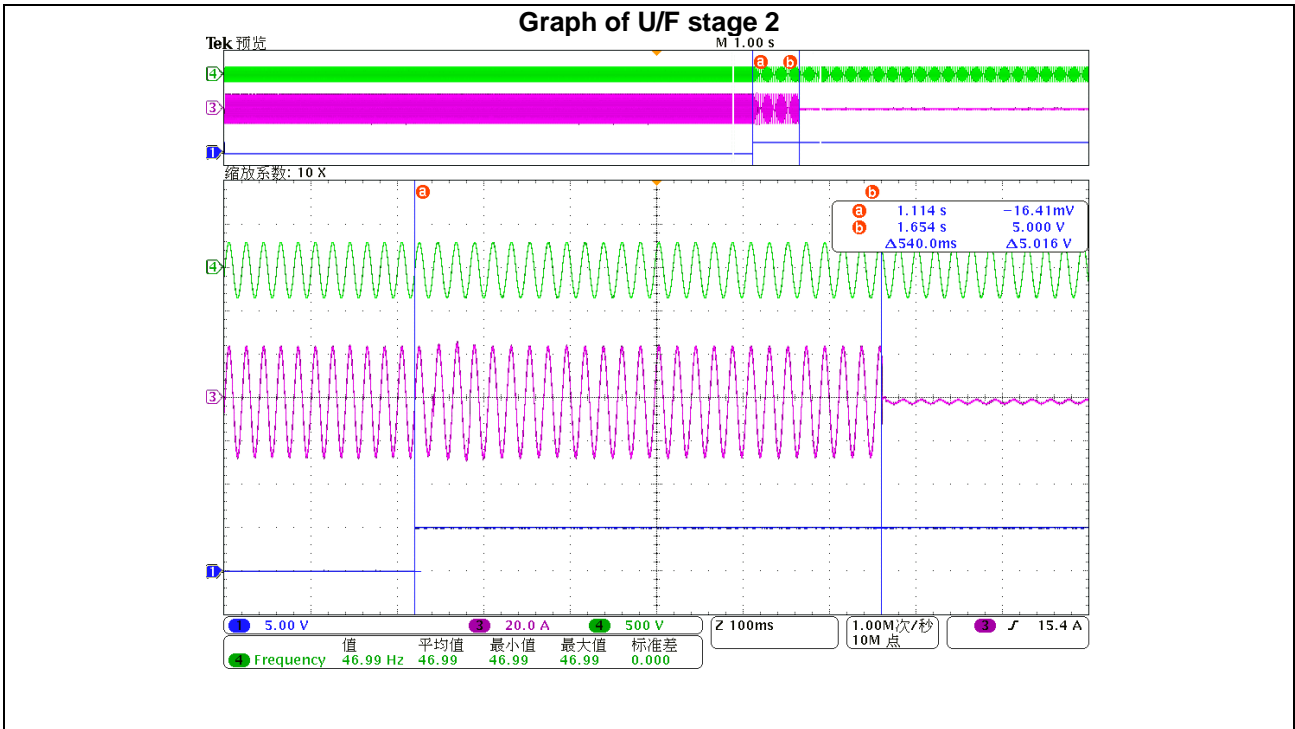 Graph of U/F stage 2
Tek 预览 M 1.00 s
a b
4
3
1
缩放系数: 10 X
a b
a 1.114 s −16.41mV
b 1.654 s 5.000 V
Δ540.0ms Δ5.016 V
4
3
1
1 5.00 V 3 20.0 A 4 500 V Z 100ms 1.00M次/秒 3 15.4 A
10M 点
值 平均值 最小值 最大值 标准差
4 Frequency 46.99 Hz 46.99 46.99 46.99 0.000